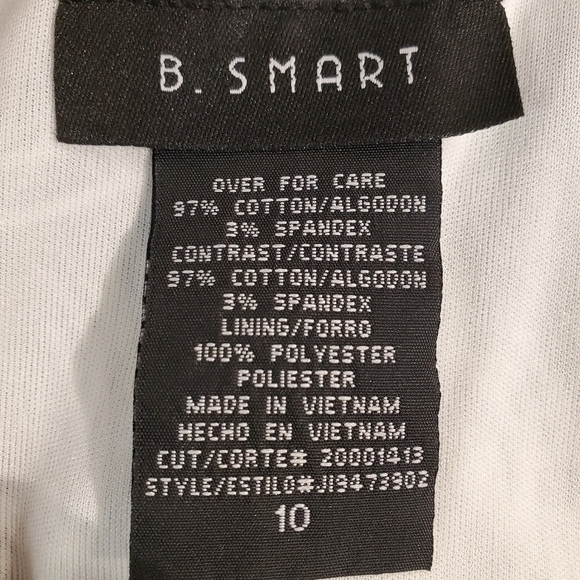 B. SMART
OVER FOR CARE
97% COTTON/ALGODON
3% SPANDEX
CONTRAST/CONTRASTE
97% COTTON/ALGODON
3% SPANDEX
LINING/FORRO
100% POLYESTER
POLIESTER
MADE IN VIETNAM
HECHO EN VIETNAM
CUT/CORTE# 20001413
STYLE/ESTILO#JI9473902
10